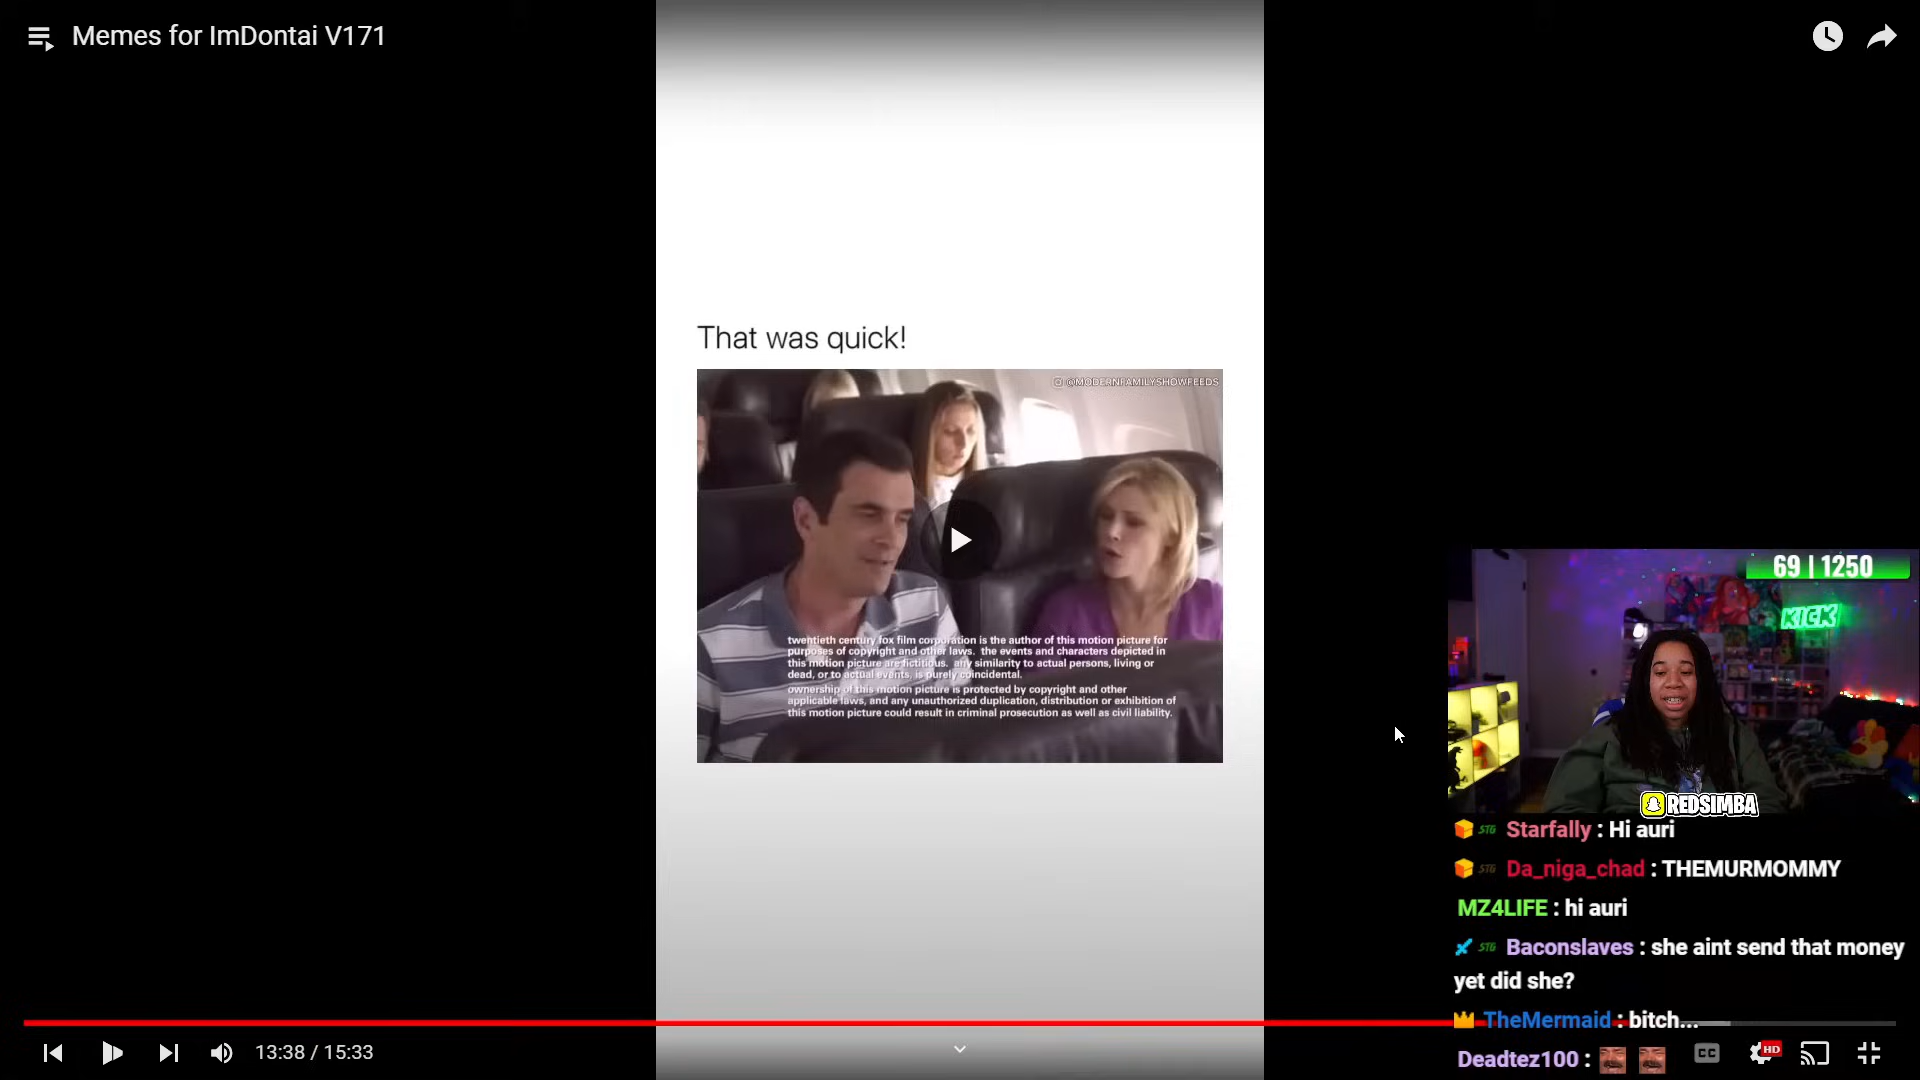 Memes for ImDontai V171
That was quick!
@MODERNFAMILYSHOWFEEDS
twentieth century fox film corporation is the author of this motion picture for
purposes of copyright and other laws. the events and characters depicted in
this motion picture are fictitious. any similarity to actual persons, living or
dead, or to actual events, is purely coincidental.
ownership of this motion picture is protected by copyright and other
applicable laws, and any unauthorized duplication, distribution or exhibition of
this motion picture could result in criminal prosecution as well as civil liability.
69 | 1250
KICK
REDSIMBA
STG Starfally : Hi auri
STG Da_niga_chad : THEMURMOMMY
MZ4LIFE : hi auri
STG Baconslaves : she aint send that money
yet did she?
TheMermaid : bitch...
Deadtez100 :
13:38 / 15:33
CC
HD